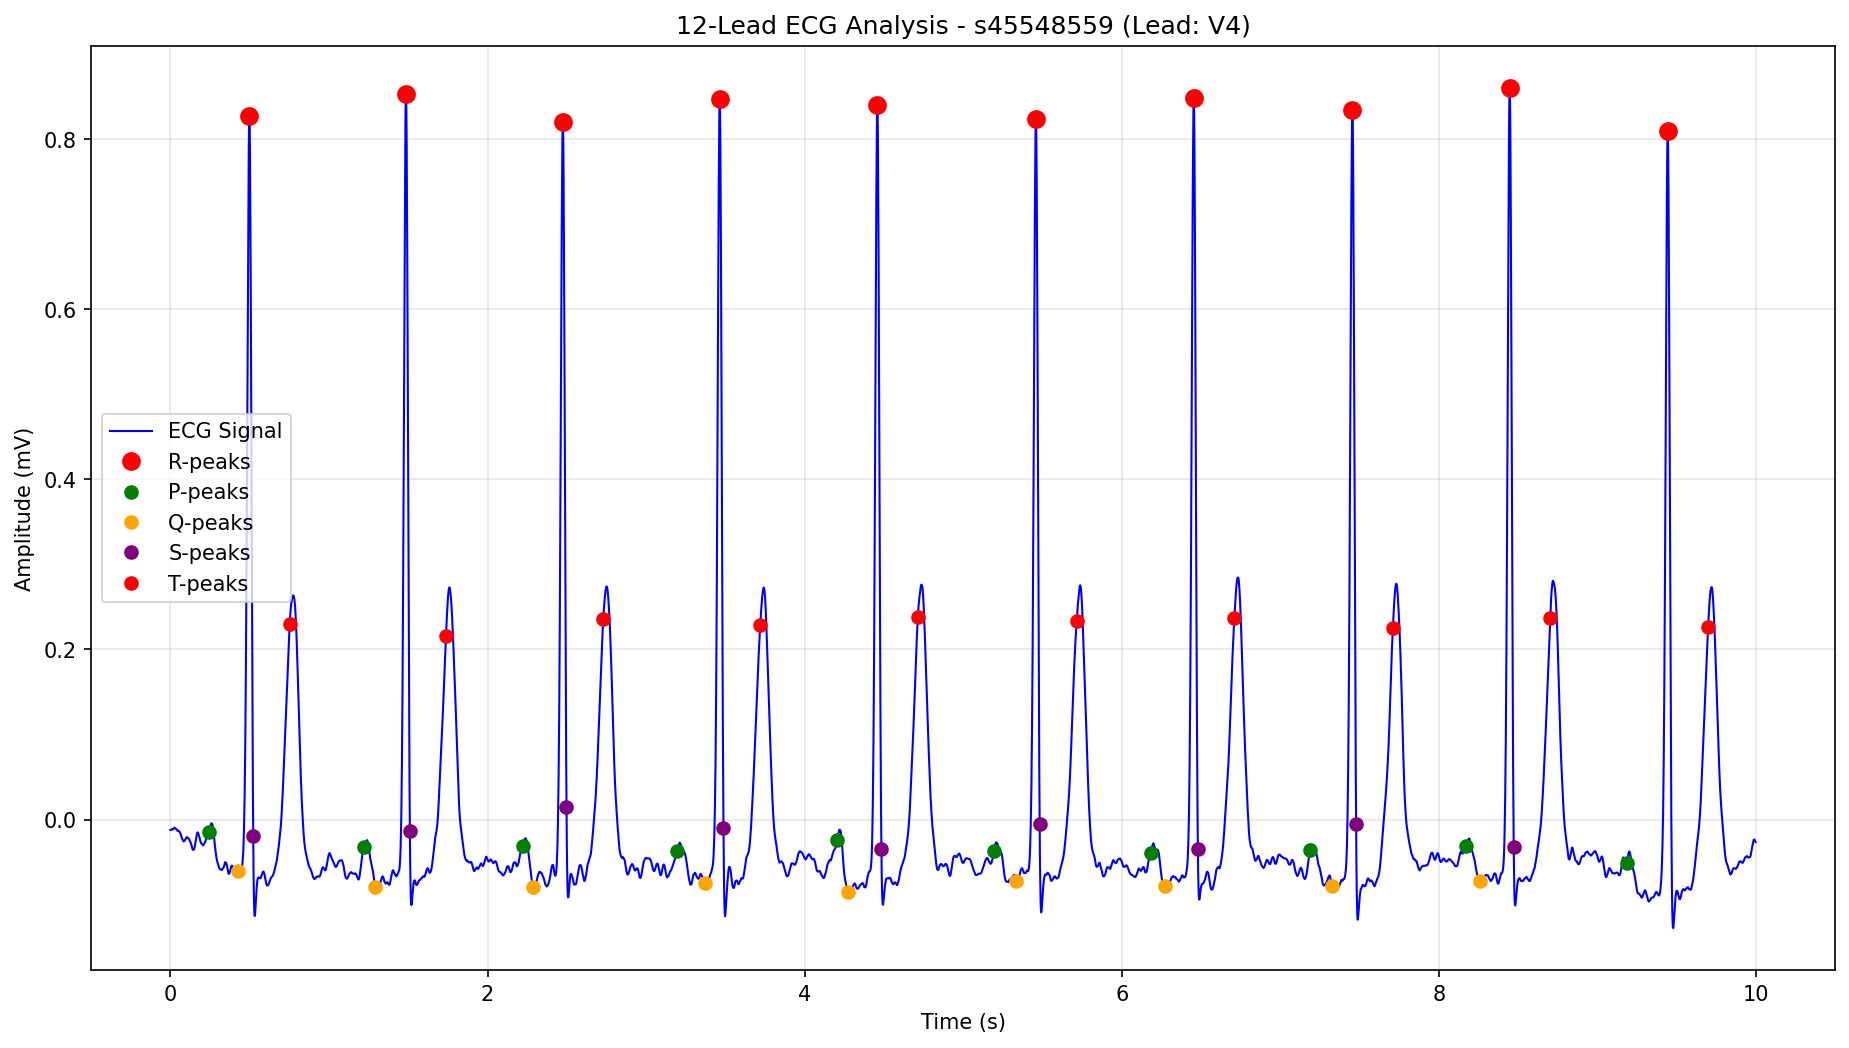 12-Lead ECG Analysis - s45548559 (Lead: V4)
Amplitude (mV)
0.8
0.6
0.4
0.2
0.0
ECG Signal
R-peaks
P-peaks
Q-peaks
S-peaks
T-peaks
0 2 4 6 8 10
Time (s)